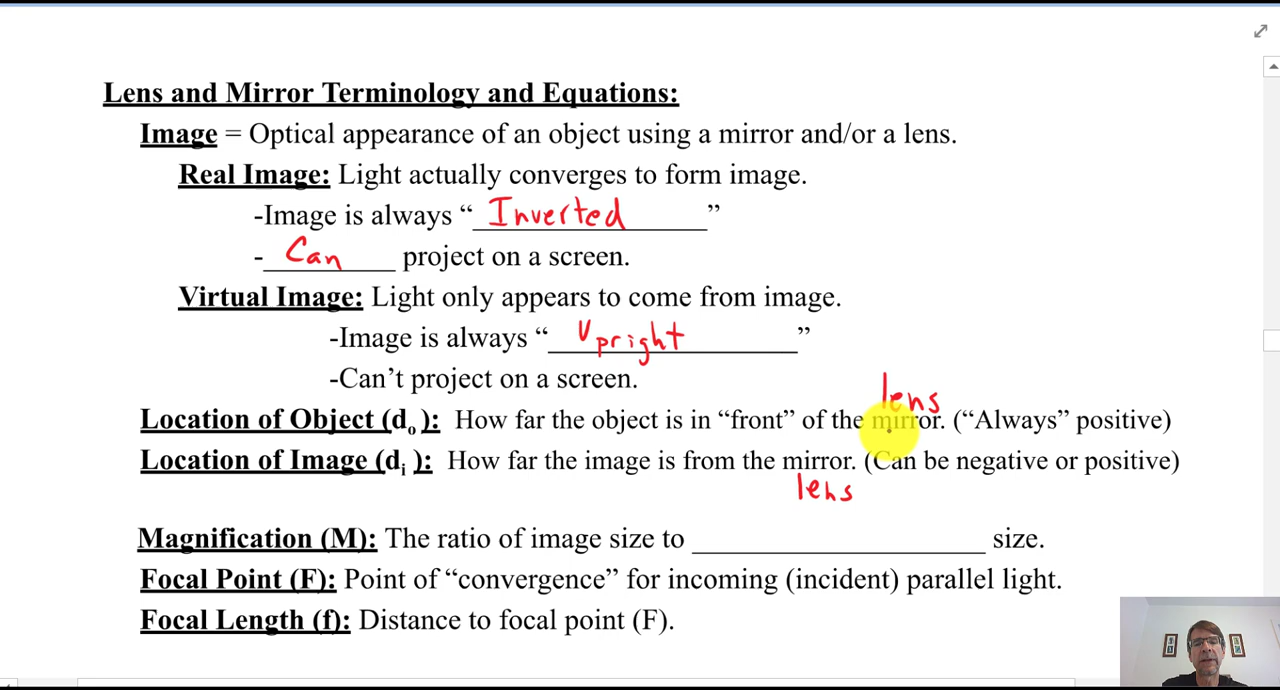 Lens and Mirror Terminology and Equations:
Image = Optical appearance of an object using a mirror and/or a lens.
Real Image: Light actually converges to form image.
-Image is always “ Inverted ”
- Can project on a screen.
Virtual Image: Light only appears to come from image.
-Image is always “ Upright ”
-Can’t project on a screen.
lens
Location of Object (do ): How far the object is in “front” of the mirror. (“Always” positive)
Location of Image (di ): How far the image is from the mirror. (Can be negative or positive)
lens
Magnification (M): The ratio of image size to ____________________ size.
Focal Point (F): Point of “convergence” for incoming (incident) parallel light.
Focal Length (f): Distance to focal point (F).